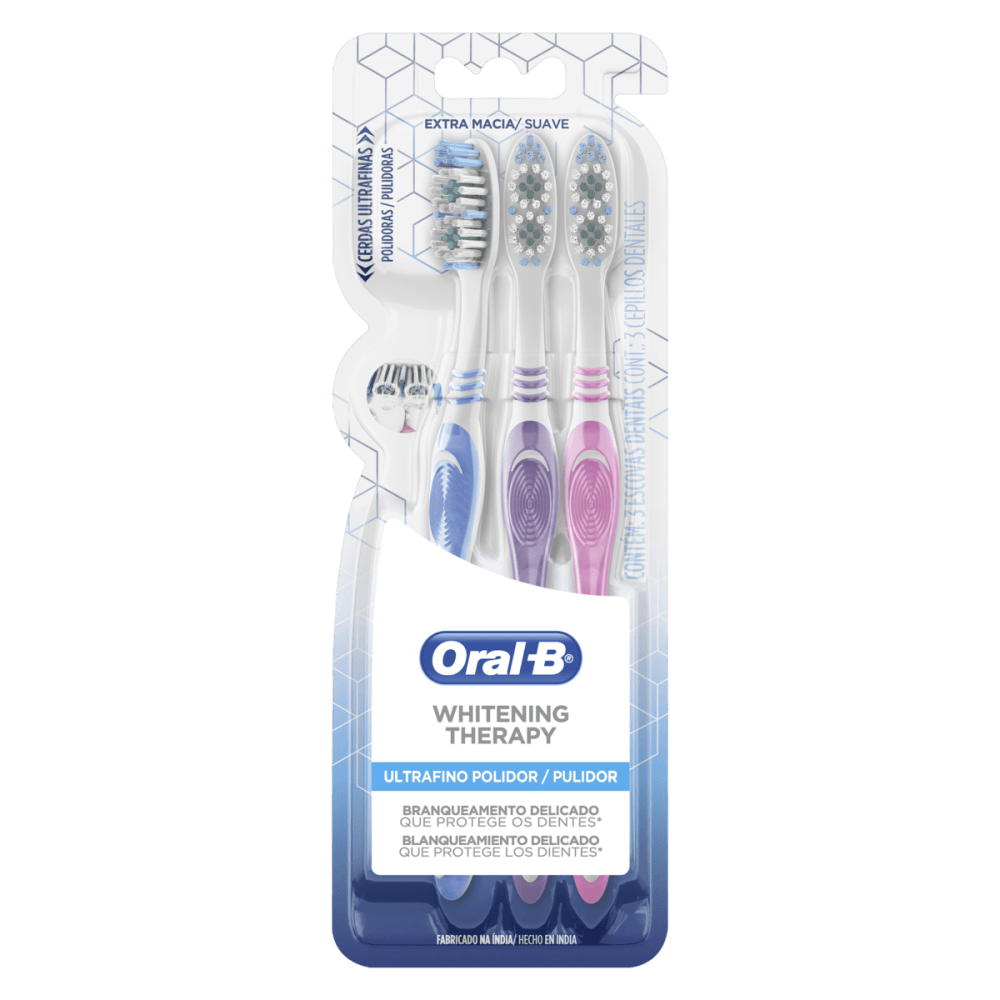 EXTRA MACIA/ SUAVE
CERDAS ULTRAFINAS
POLIDORAS / PULIDORAS
CONTÉM: 3 ESCOVAS DENTAIS CONT.: 3 CEPILLOS DENTALES
Oral-B®
WHITENING
THERAPY
ULTRAFINO POLIDOR / PULIDOR
BRANQUEAMENTO DELICADO
QUE PROTEGE OS DENTES*
BLANQUEAMIENTO DELICADO
QUE PROTEGE LOS DIENTES*
FABRICADO NA ÍNDIA/ HECHO EN INDIA